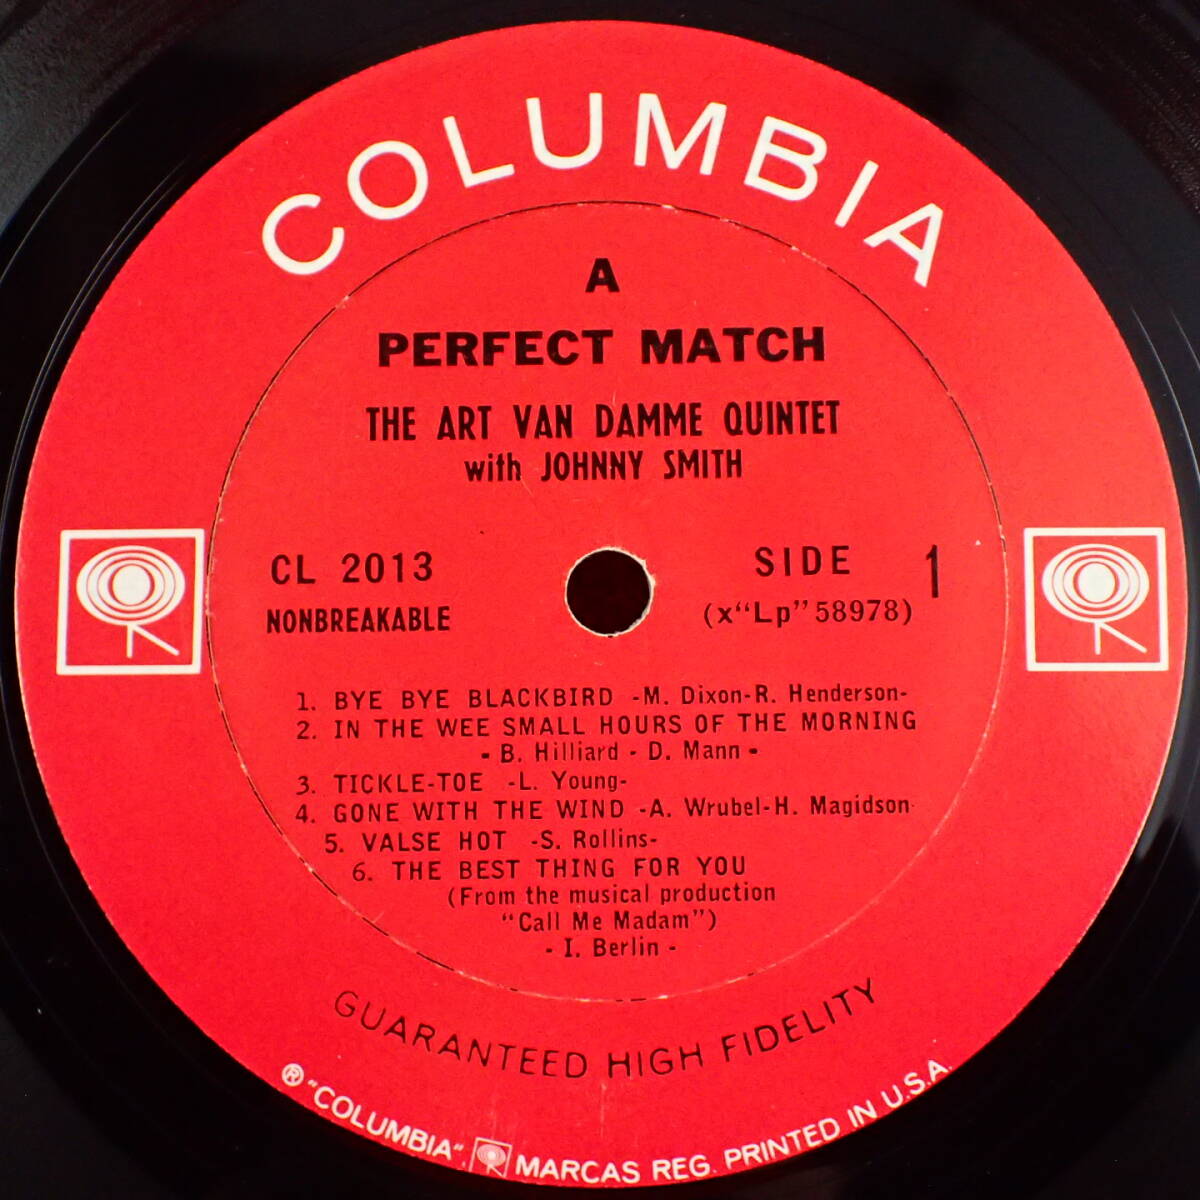 COLUMBIA
A
PERFECT MATCH
THE ART VAN DAMME QUINTET
with JOHNNY SMITH
CL 2013
NONBREAKABLE
SIDE 1
(x“Lp”58978)
1. BYE BYE BLACKBIRD -M. Dixon-R. Henderson-
2. IN THE WEE SMALL HOURS OF THE MORNING
- B. Hilliard - D. Mann -
3. TICKLE-TOE -L. Young-
4. GONE WITH THE WIND -A. Wrubel-H. Magidson-
5. VALSE HOT -S. Rollins-
6. THE BEST THING FOR YOU
(From the musical production
“Call Me Madam”)
- I. Berlin -
GUARANTEED HIGH FIDELITY
® “COLUMBIA”, MARCAS REG. PRINTED IN U.S.A.